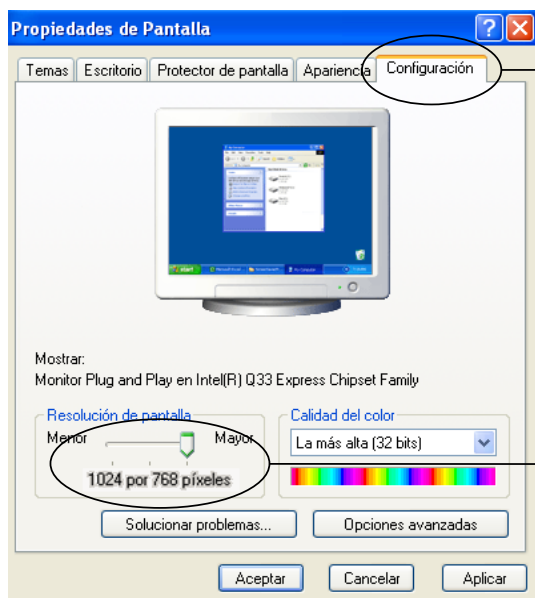 Propiedades de Pantalla
Temas Escritorio Protector de pantalla Apariencia Configuración
Mostrar:
Monitor Plug and Play en Intel(R) Q33 Express Chipset Family
Resolución de pantalla
Menor Mayor
1024 por 768 píxeles
Calidad del color
La más alta (32 bits)
Solucionar problemas...
Opciones avanzadas
Aceptar Cancelar Aplicar